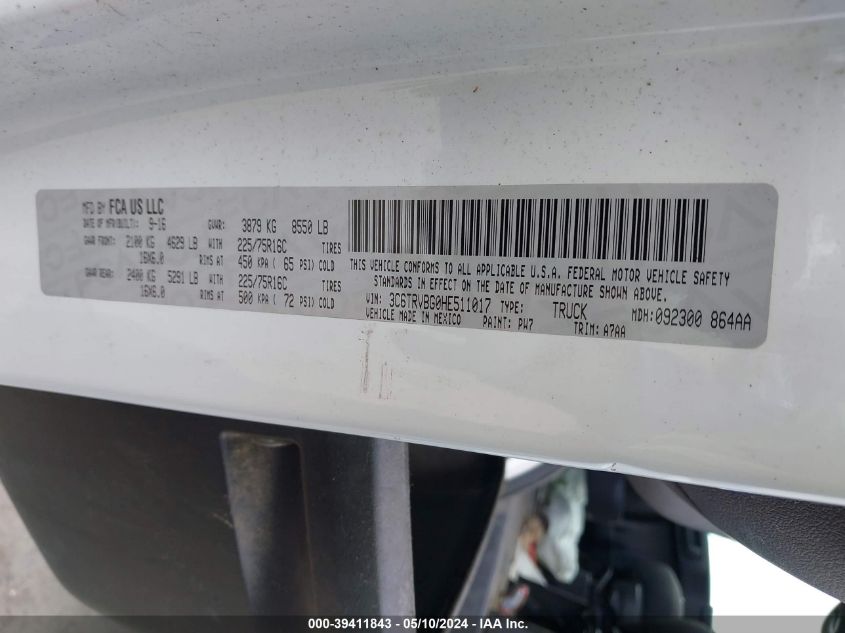 MFD BY FCA US LLC
DATE OF MFR(BUILT): 9-16 GVWR: 3879 KG 8550 LB
GAWR FRONT: 2100 KG 4629 LB WITH 225/75R16C TIRES
16X6.0 RIMS AT 450 KPA ( 65 PSI) COLD
GAWR REAR: 2400 KG 5291 LB WITH 225/75R16C TIRES
16X6.0 RIMS AT 500 KPA ( 72 PSI) COLD
THIS VEHICLE CONFORMS TO ALL APPLICABLE U.S.A. FEDERAL MOTOR VEHICLE SAFETY
STANDARDS IN EFFECT ON THE DATE OF MANUFACTURE SHOWN ABOVE.
VIN: 3C6TRVBG0HE511017 TYPE: TRUCK MDH:092300 864AA
VEHICLE MADE IN MEXICO PAINT: PW7 TRIM: A7AA
000-39411843 - 05/10/2024 - IAA Inc.